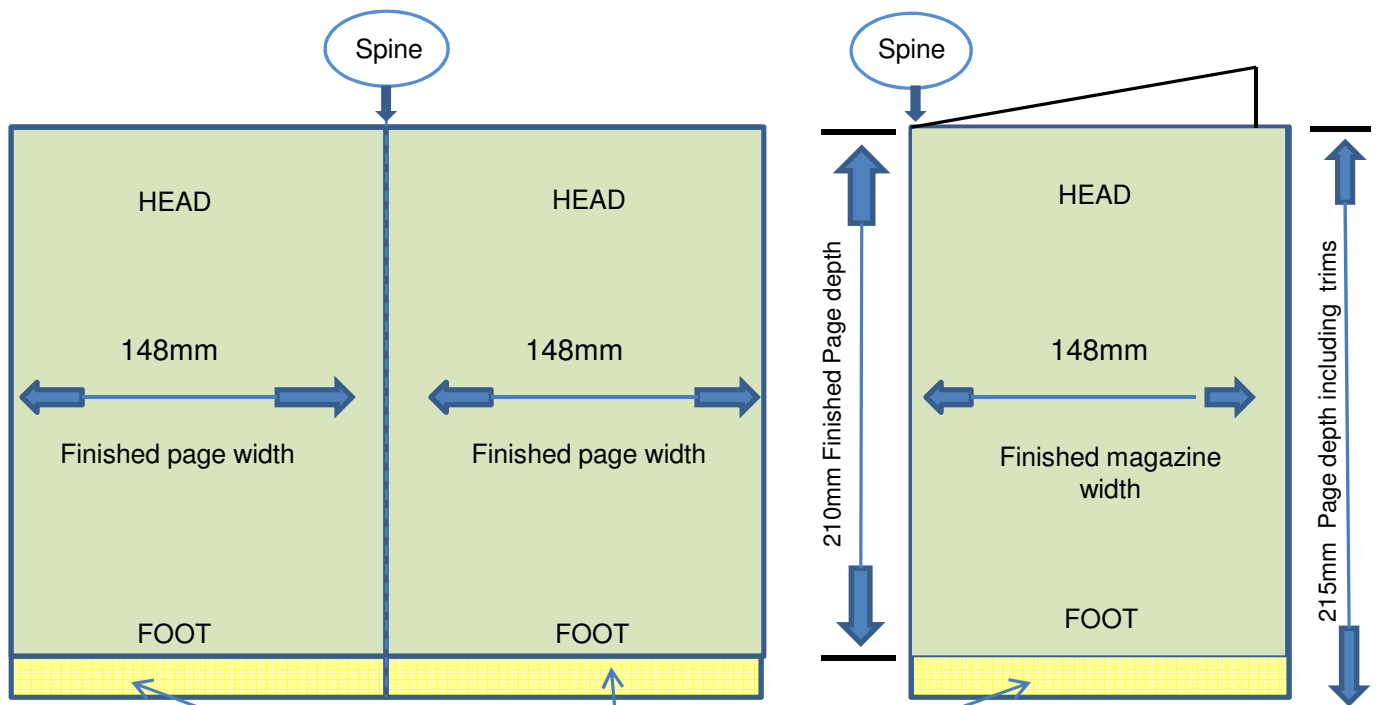 Spine
Spine
HEAD
HEAD
HEAD
148mm
148mm
148mm
Finished page width
Finished page width
Finished magazine
width
210mm Finished Page depth
215mm Page depth including trims
FOOT
FOOT
FOOT